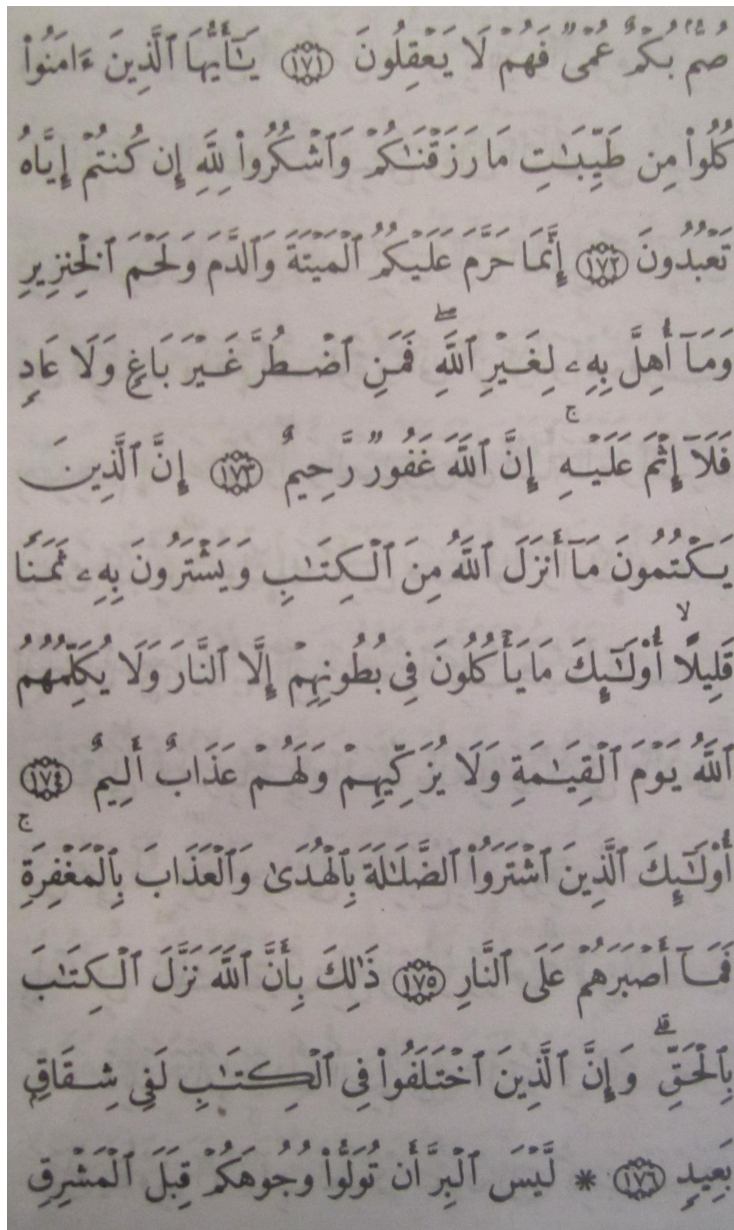 صُمُّۢ بُكۡمٌ عُمۡيٞ فَهُمۡ لَا يَعۡقِلُونَ ١٧١ يَٰٓأَيُّهَا ٱلَّذِينَ ءَامَنُواْ
كُلُواْ مِن طَيِّبَٰتِ مَا رَزَقۡنَٰكُمۡ وَٱشۡكُرُواْ لِلَّهِ إِن كُنتُمۡ إِيَّاهُ
تَعۡبُدُونَ ١٧٢ إِنَّمَا حَرَّمَ عَلَيۡكُمُ ٱلۡمَيۡتَةَ وَٱلدَّمَ وَلَحۡمَ ٱلۡخِنزِيرِ
وَمَآ أُهِلَّ بِهِۦ لِغَيۡرِ ٱللَّهِۖ فَمَنِ ٱضۡطُرَّ غَيۡرَ بَاغٖ وَلَا عَادٖ
فَلَآ إِثۡمَ عَلَيۡهِۚ إِنَّ ٱللَّهَ غَفُورٞ رَّحِيمٌ ١٧٣ إِنَّ ٱلَّذِينَ
يَكۡتُمُونَ مَآ أَنزَلَ ٱللَّهُ مِنَ ٱلۡكِتَٰبِ وَيَشۡتَرُونَ بِهِۦ ثَمَنٗا
قَلِيلًا أُوْلَٰٓئِكَ مَا يَأۡكُلُونَ فِي بُطُونِهِمۡ إِلَّا ٱلنَّارَ وَلَا يُكَلِّمُهُمُ
ٱللَّهُ يَوۡمَ ٱلۡقِيَٰمَةِ وَلَا يُزَكِّيهِمۡ وَلَهُمۡ عَذَابٌ أَلِيمٌ ١٧٤
أُوْلَٰٓئِكَ ٱلَّذِينَ ٱشۡتَرَوُاْ ٱلضَّلَٰلَةَ بِٱلۡهُدَىٰ وَٱلۡعَذَابَ بِٱلۡمَغۡفِرَةِۚ
فَمَآ أَصۡبَرَهُمۡ عَلَى ٱلنَّارِ ١٧٥ ذَٰلِكَ بِأَنَّ ٱللَّهَ نَزَّلَ ٱلۡكِتَٰبَ
بِٱلۡحَقِّۗ وَإِنَّ ٱلَّذِينَ ٱخۡتَلَفُواْ فِي ٱلۡكِتَٰبِ لَفِي شِقَاقِۭ
بَعِيدٖ ١٧٦ * لَّيۡسَ ٱلۡبِرَّ أَن تُوَلُّواْ وُجُوهَكُمۡ قِبَلَ ٱلۡمَشۡرِقِ